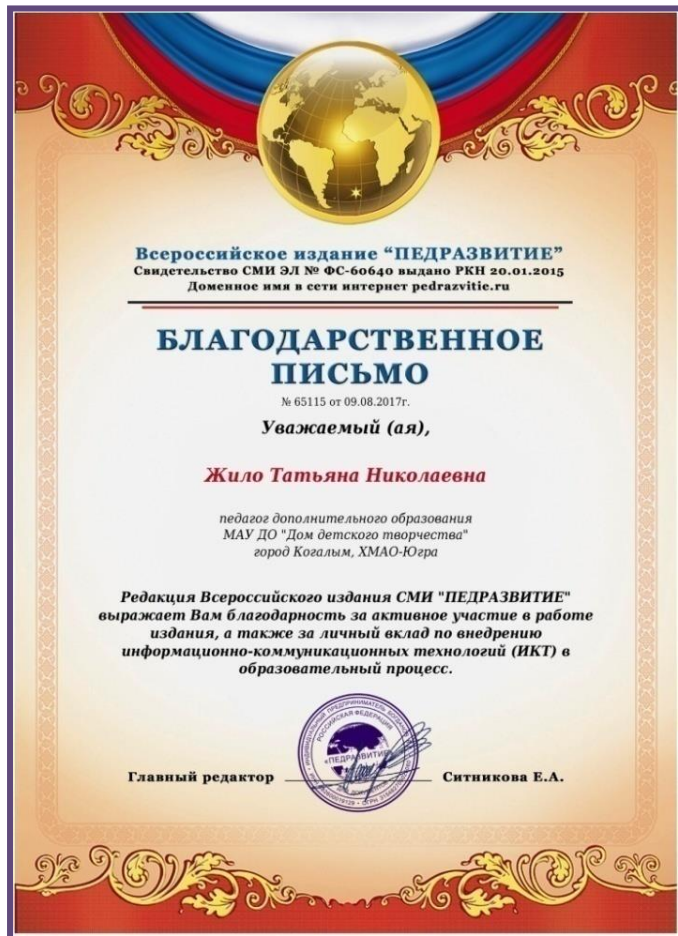 Всероссийское издание “ПЕДРАЗВИТИЕ”
Свидетельство СМИ ЭЛ № ФС-60640 выдано РКН 20.01.2015
Доменное имя в сети интернет pedrazvitie.ru
БЛАГОДАРСТВЕННОЕ
ПИСЬМО
№ 65115 от 09.08.2017г.
Уважаемый (ая),
Жило Татьяна Николаевна
педагог дополнительного образования
МАУ ДО "Дом детского творчества"
город Когалым, ХМАО-Югра
Редакция Всероссийского издания СМИ "ПЕДРАЗВИТИЕ"
выражает Вам благодарность за активное участие в работе
издания, а также за личный вклад по внедрению
информационно-коммуникационных технологий (ИКТ) в
образовательный процесс.
РОССИЙСКАЯ ФЕДЕРАЦИЯ
«ПЕДРАЗВИТИЕ»
Главный редактор Ситникова Е.А.